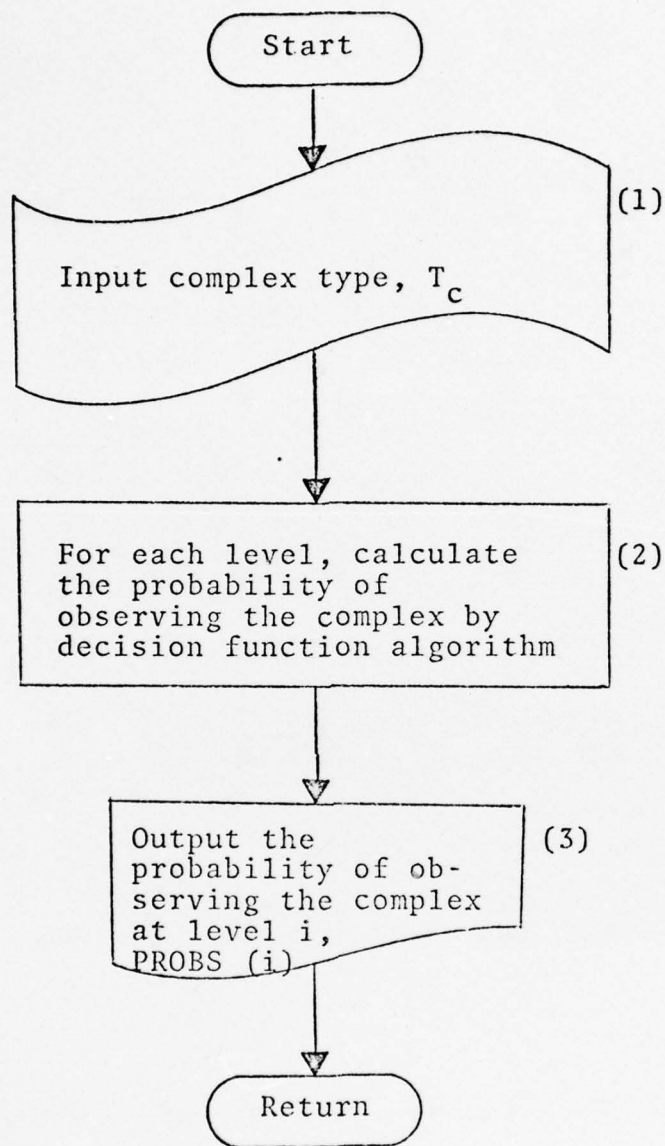 Start
(1)
Input complex type, T_c
For each level, calculate
(2)
the probability of
observing the complex by
decision function algorithm
Output the
(3)
probability of ob-
serving the complex
at level i,
PROBS (i)
Return